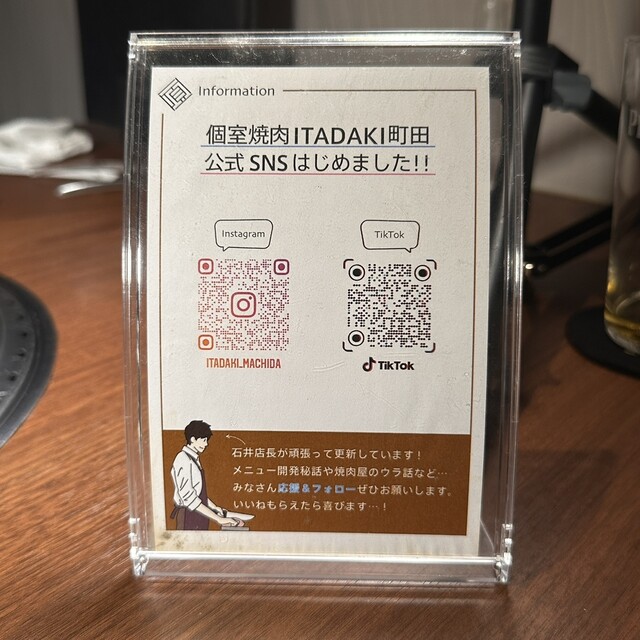 Information
個室焼肉ITADAKI町田
公式SNSはじめました!!
Instagram
TikTok
ITADAKI_MACHIDA
TikTok
石井店長が頑張って更新しています！
メニュー開発秘話や焼肉屋のウラ話など…
みなさん応援＆フォローぜひお願いします。
いいねもらえたら喜びます…！